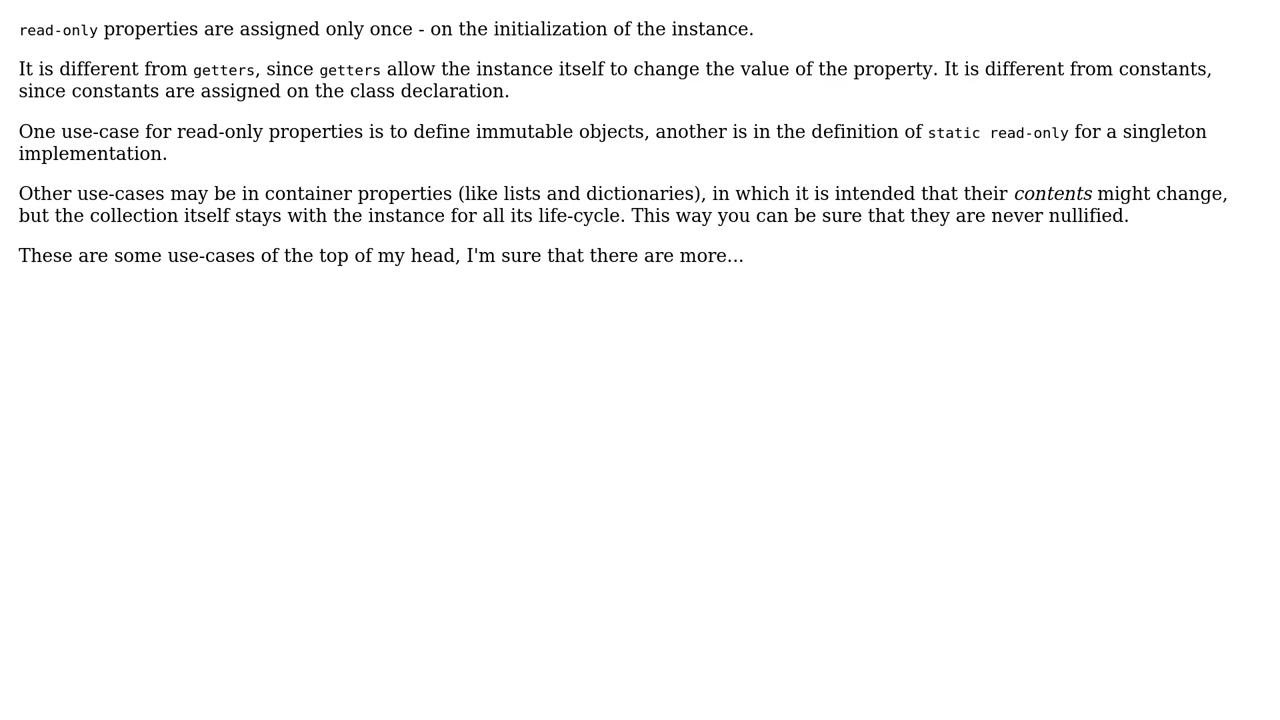 read-only properties are assigned only once - on the initialization of the instance.
It is different from getters, since getters allow the instance itself to change the value of the property. It is different from constants,
since constants are assigned on the class declaration.
One use-case for read-only properties is to define immutable objects, another is in the definition of static read-only for a singleton
implementation.
Other use-cases may be in container properties (like lists and dictionaries), in which it is intended that their contents might change,
but the collection itself stays with the instance for all its life-cycle. This way you can be sure that they are never nullified.
These are some use-cases of the top of my head, I'm sure that there are more...